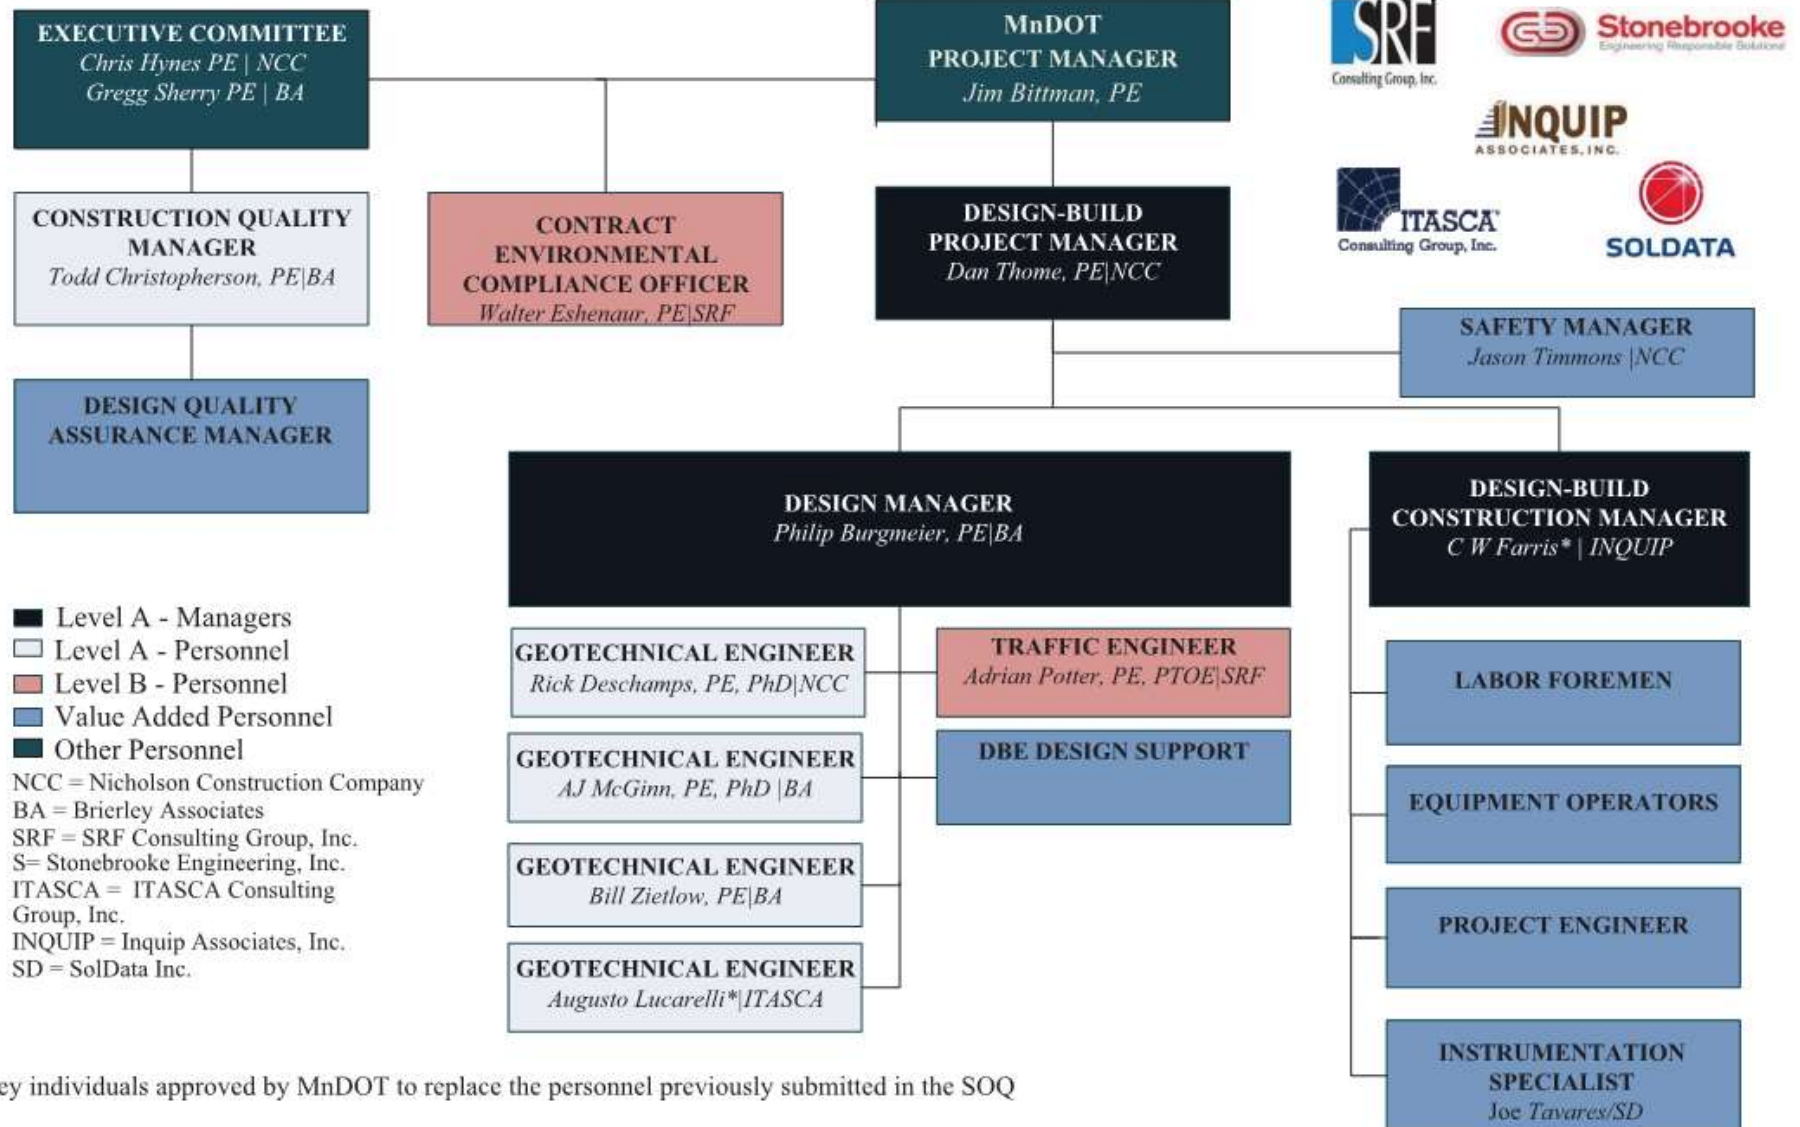 EXECUTIVE COMMITTEE
Chris Hynes PE | NCC
Gregg Sherry PE | BA
MnDOT
PROJECT MANAGER
Jim Bittman, PE
SRF
Consulting Group, Inc.
Stonebrooke
Engineering Responsible Solutions
INQUIP
ASSOCIATES, INC.
ITASCA
Consulting Group, Inc.
SOLDATA
CONSTRUCTION QUALITY
MANAGER
Todd Christopherson, PE|BA
CONTRACT
ENVIRONMENTAL
COMPLIANCE OFFICER
Walter Eshenaur, PE|SRF
DESIGN-BUILD
PROJECT MANAGER
Dan Thome, PE|NCC
SAFETY MANAGER
Jason Timmons |NCC
DESIGN QUALITY
ASSURANCE MANAGER
DESIGN MANAGER
Philip Burgmeier, PE|BA
DESIGN-BUILD
CONSTRUCTION MANAGER
C W Farris* | INQUIP
GEOTECHNICAL ENGINEER
Rick Deschamps, PE, PhD|NCC
TRAFFIC ENGINEER
Adrian Potter, PE, PTOE|SRF
GEOTECHNICAL ENGINEER
AJ McGinn, PE, PhD |BA
DBE DESIGN SUPPORT
GEOTECHNICAL ENGINEER
Bill Zietlow, PE|BA
GEOTECHNICAL ENGINEER
Augusto Lucarelli*|ITASCA
LABOR FOREMEN
EQUIPMENT OPERATORS
PROJECT ENGINEER
INSTRUMENTATION
SPECIALIST
Joe Tavares/SD
Level A - Managers
Level A - Personnel
Level B - Personnel
Value Added Personnel
Other Personnel
NCC = Nicholson Construction Company
BA = Brierley Associates
SRF = SRF Consulting Group, Inc.
S= Stonebrooke Engineering, Inc.
ITASCA = ITASCA Consulting
Group, Inc.
INQUIP = Inquip Associates, Inc.
SD = SolData Inc.
ey individuals approved by MnDOT to replace the personnel previously submitted in the SOQ